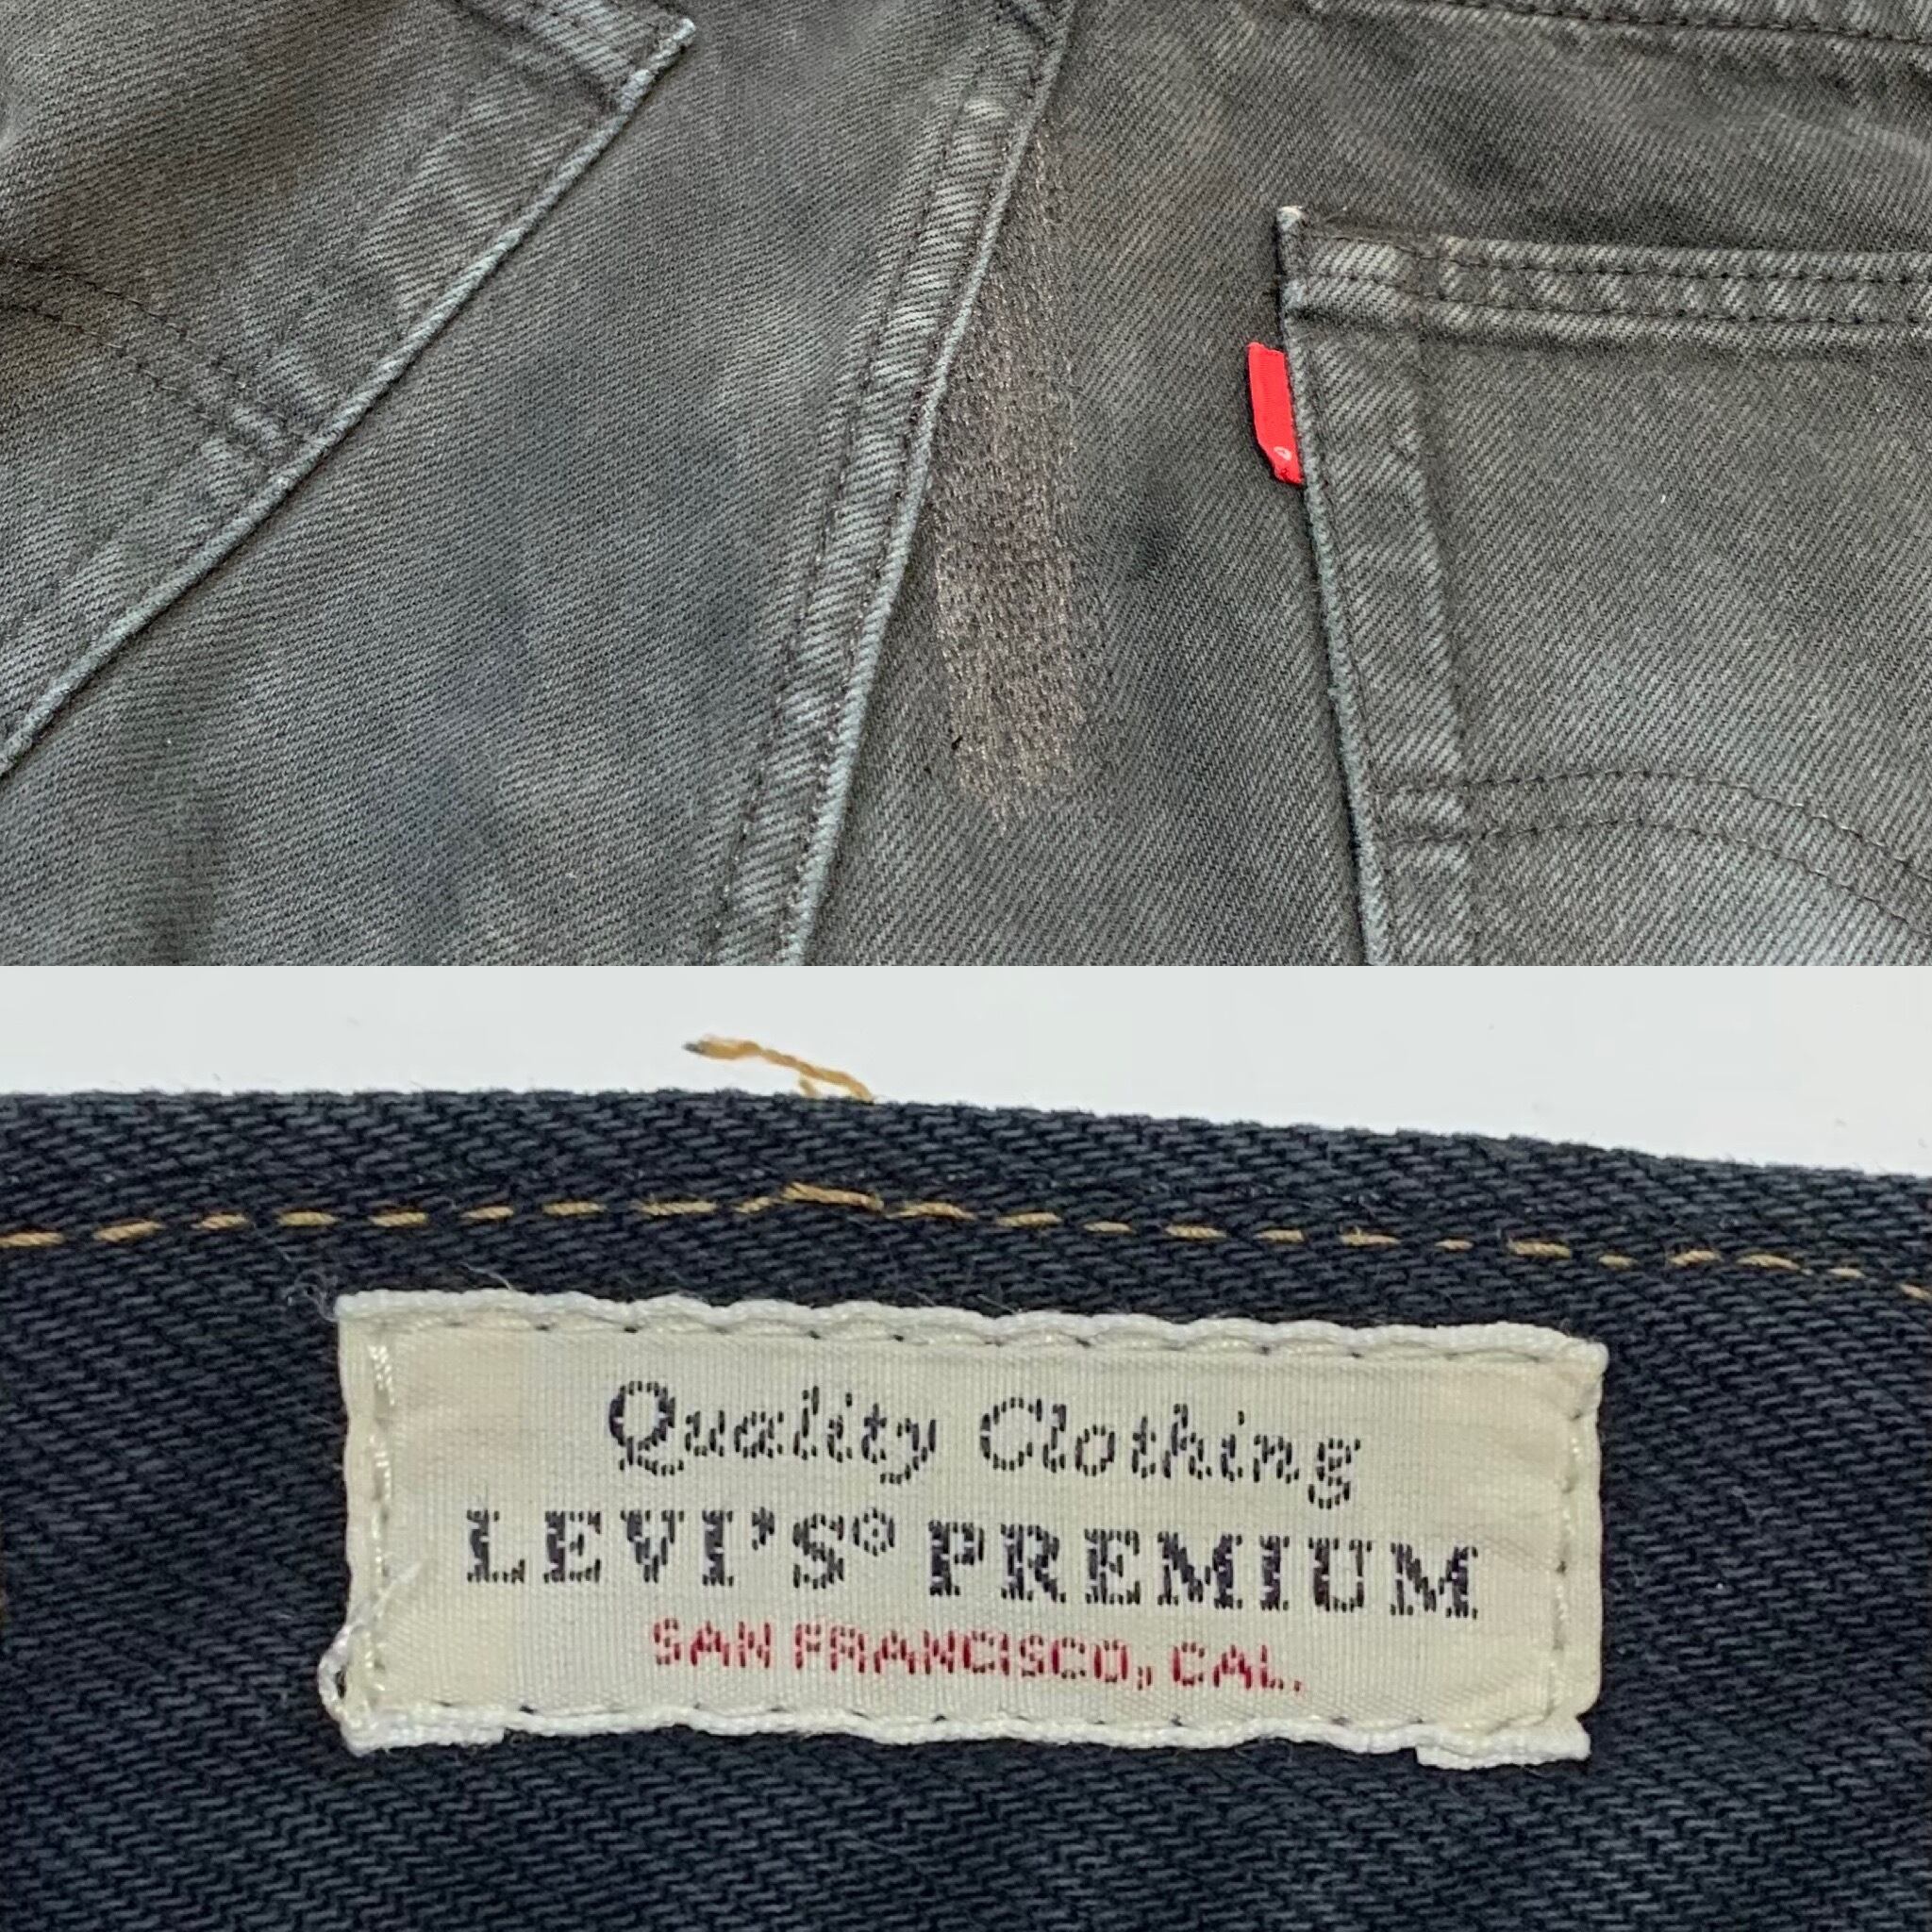 Quality Clothing
LEVI'S® PREMIUM
SAN FRANCISCO, CAL.